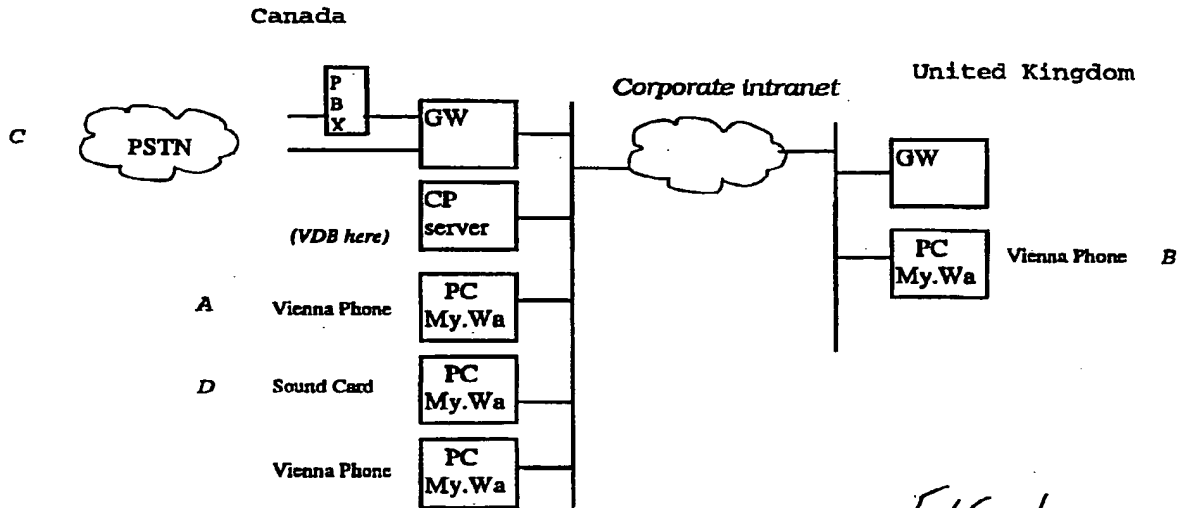 Canada
United Kingdom
Corporate intranet
P
B
X
GW
C
PSTN
GW
CP
server
(VDB here)
PC
My.Wa
Vienna Phone
B
A
Vienna Phone
PC
My.Wa
D
Sound Card
PC
My.Wa
Vienna Phone
PC
My.Wa